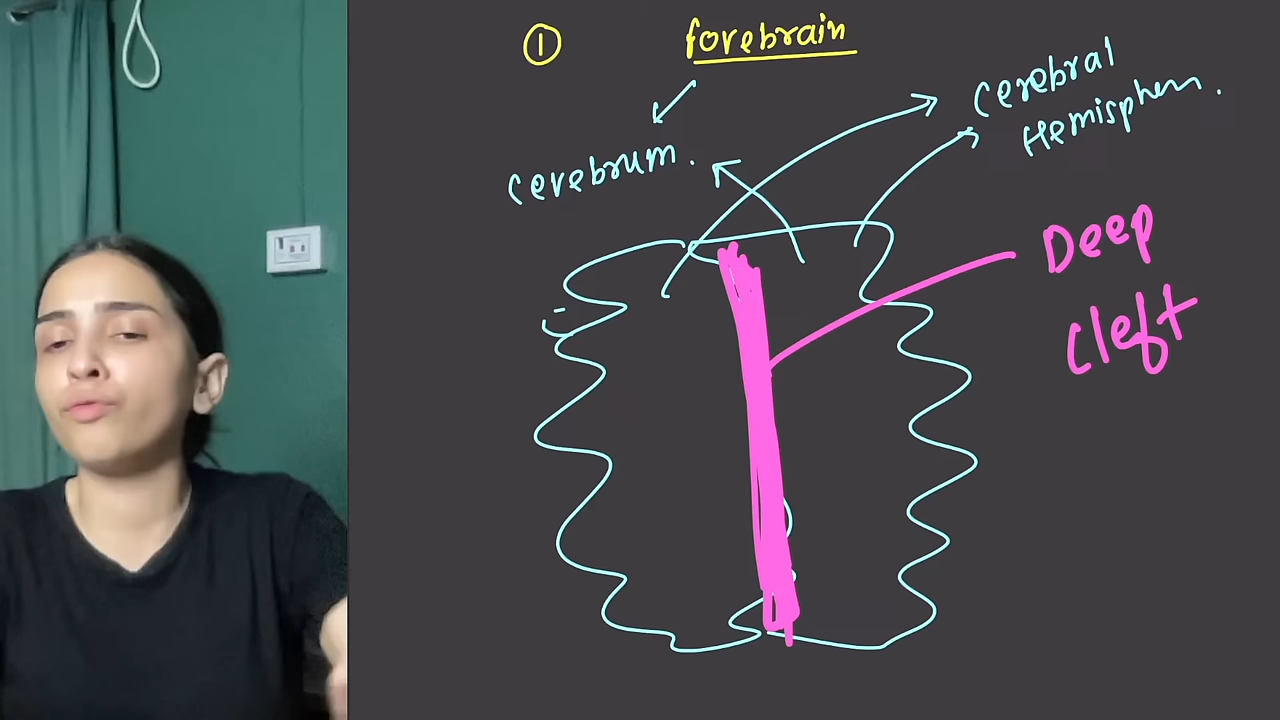 ① forebrain
cerebrum.
cerebral
Hemisphere.
Deep
Cleft